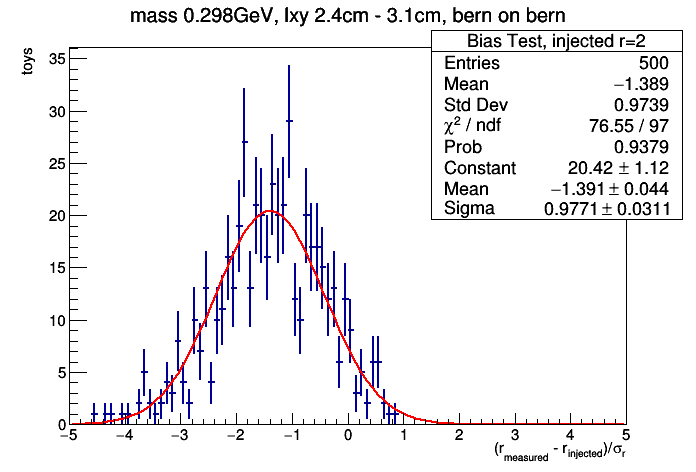 mass 0.298GeV, lxy 2.4cm - 3.1cm, bern on bern
Bias Test, injected r=2
Entries 500
Mean −1.389
Std Dev 0.9739
χ² / ndf 76.55 / 97
Prob 0.9379
Constant 20.42 ± 1.12
Mean −1.391 ± 0.044
Sigma 0.9771 ± 0.0311
toys
35
30
25
20
15
10
5
0
−5 −4 −3 −2 −1 0 1 2 3 4 5
(r_measured - r_injected)/σ_r